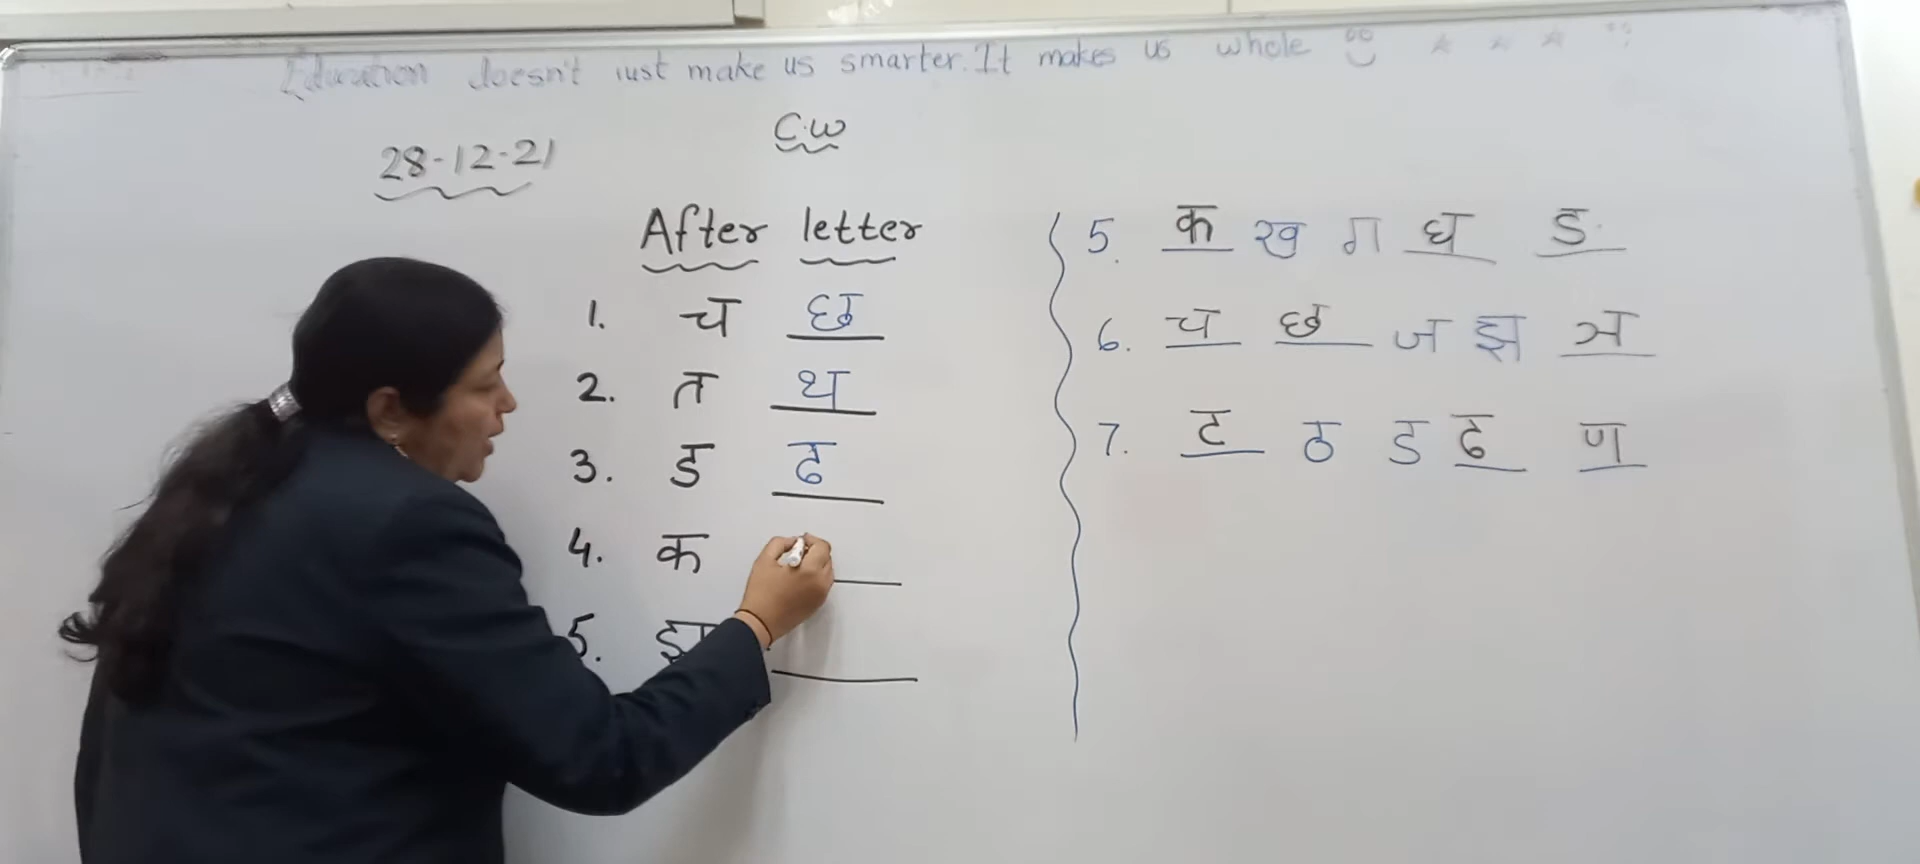 Education doesn't just make us smarter. It makes us whole
C.W
28-12-21
After letter
1. च छ
2. त थ
3. ड ढ
4. क
5. झ
5. क ख ग घ ङ
6. च छ ज झ ञ
7. ट ठ ड ढ ण